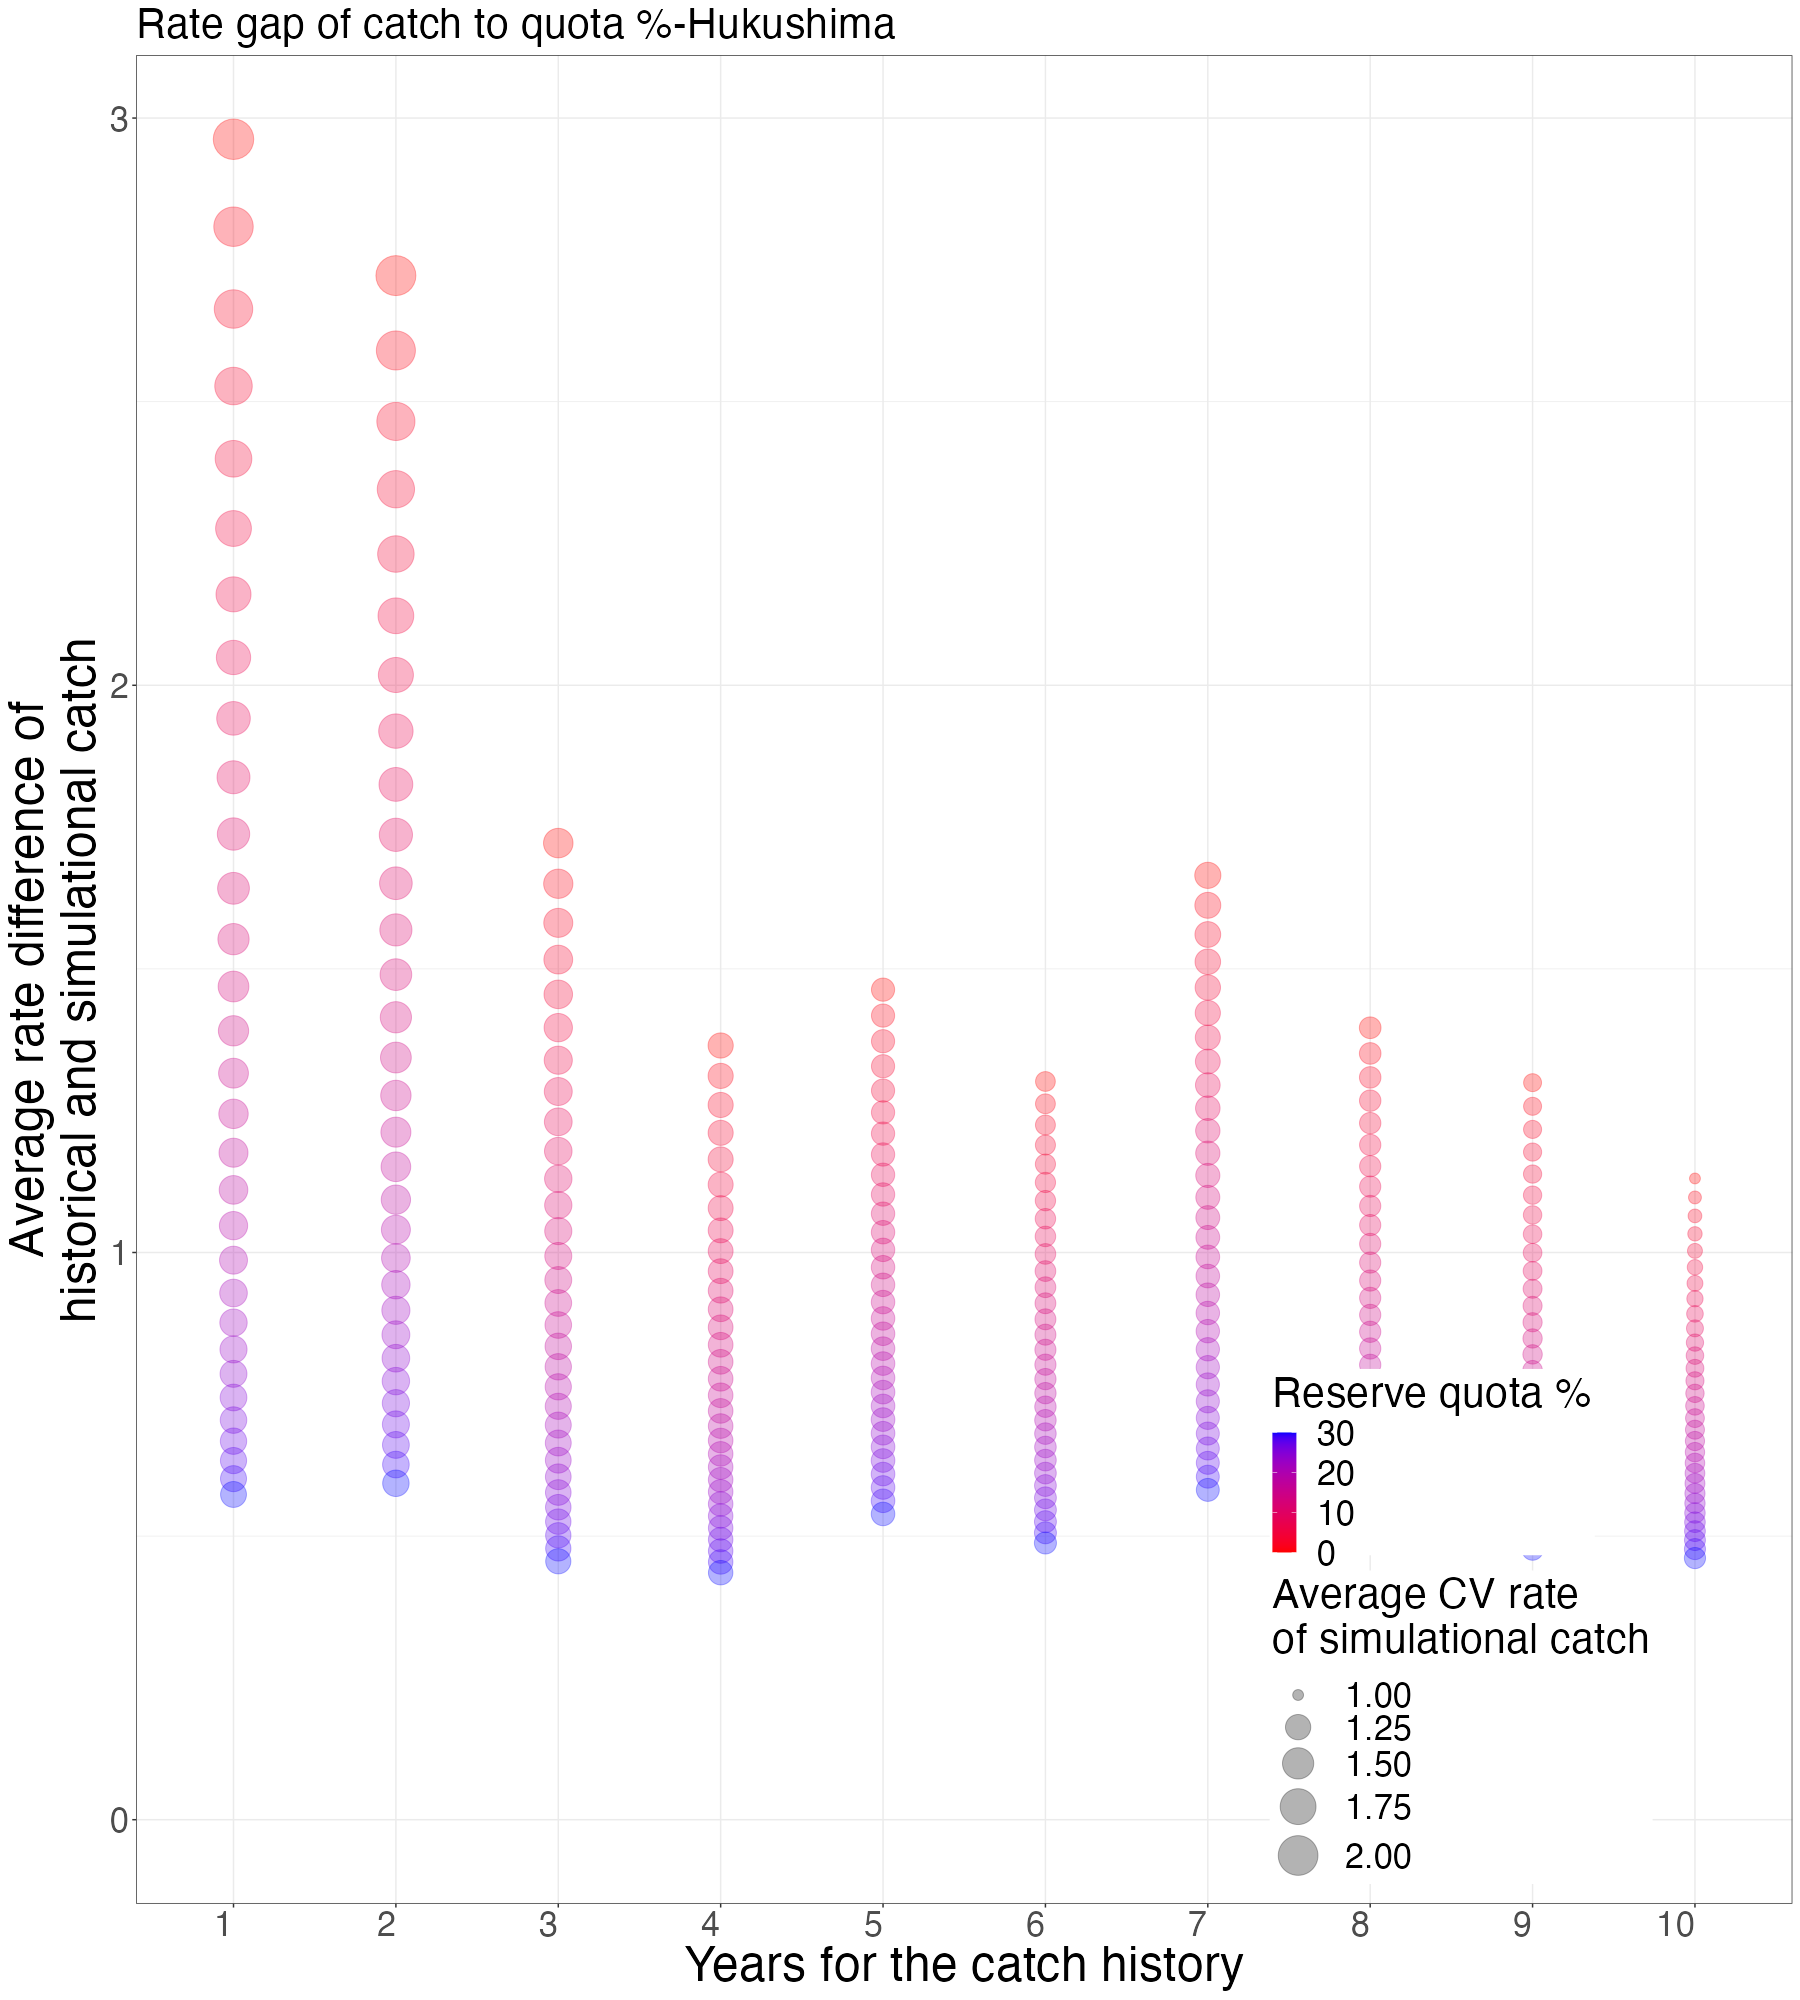 Rate gap of catch to quota %-Hukushima
Average rate difference of
historical and simulational catch
3
2
1
0
Reserve quota %
30
20
10
0
Average CV rate
of simulational catch
1.00
1.25
1.50
1.75
2.00
1 2 3 4 5 6 7 8 9 10
Years for the catch history